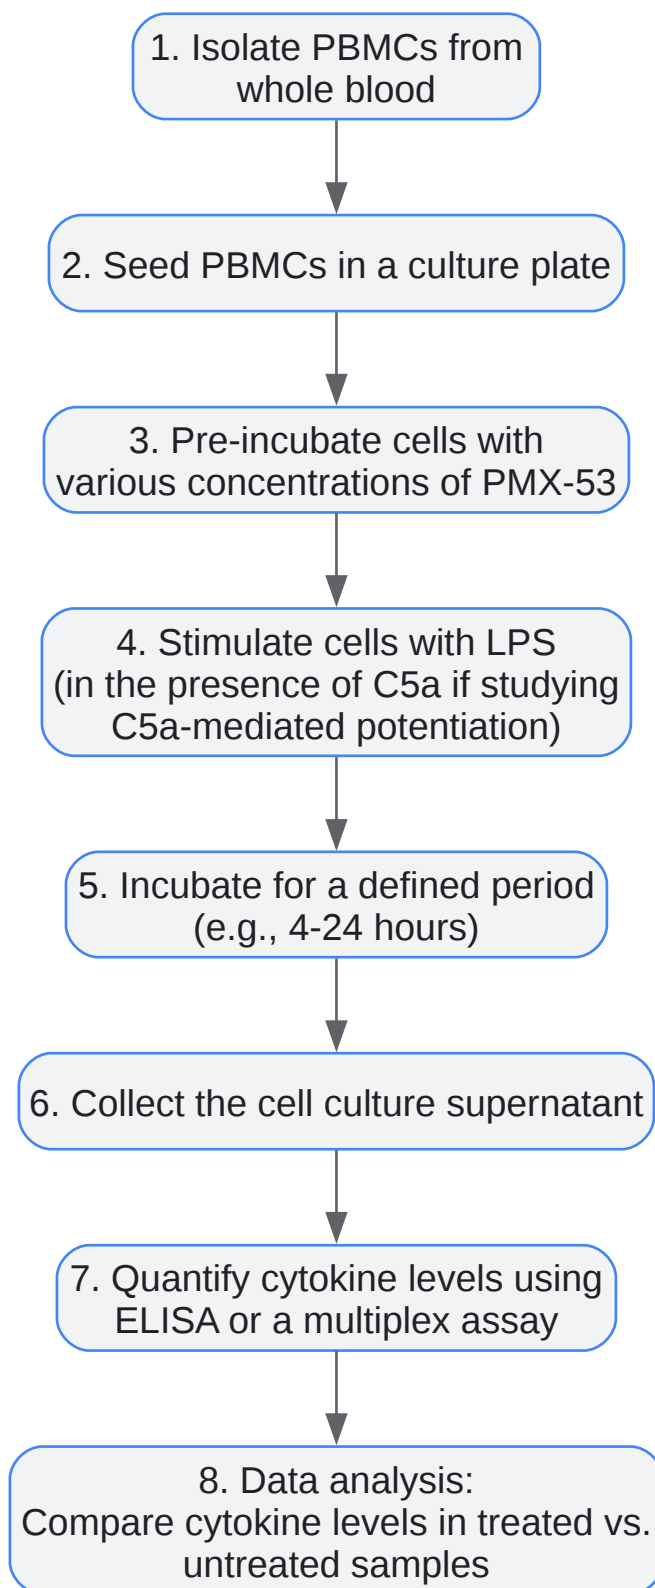 1. Isolate PBMCs from
whole blood
2. Seed PBMCs in a culture plate
3. Pre-incubate cells with
various concentrations of PMX-53
4. Stimulate cells with LPS
(in the presence of C5a if studying
C5a-mediated potentiation)
5. Incubate for a defined period
(e.g., 4-24 hours)
6. Collect the cell culture supernatant
7. Quantify cytokine levels using
ELISA or a multiplex assay
8. Data analysis:
Compare cytokine levels in treated vs.
untreated samples